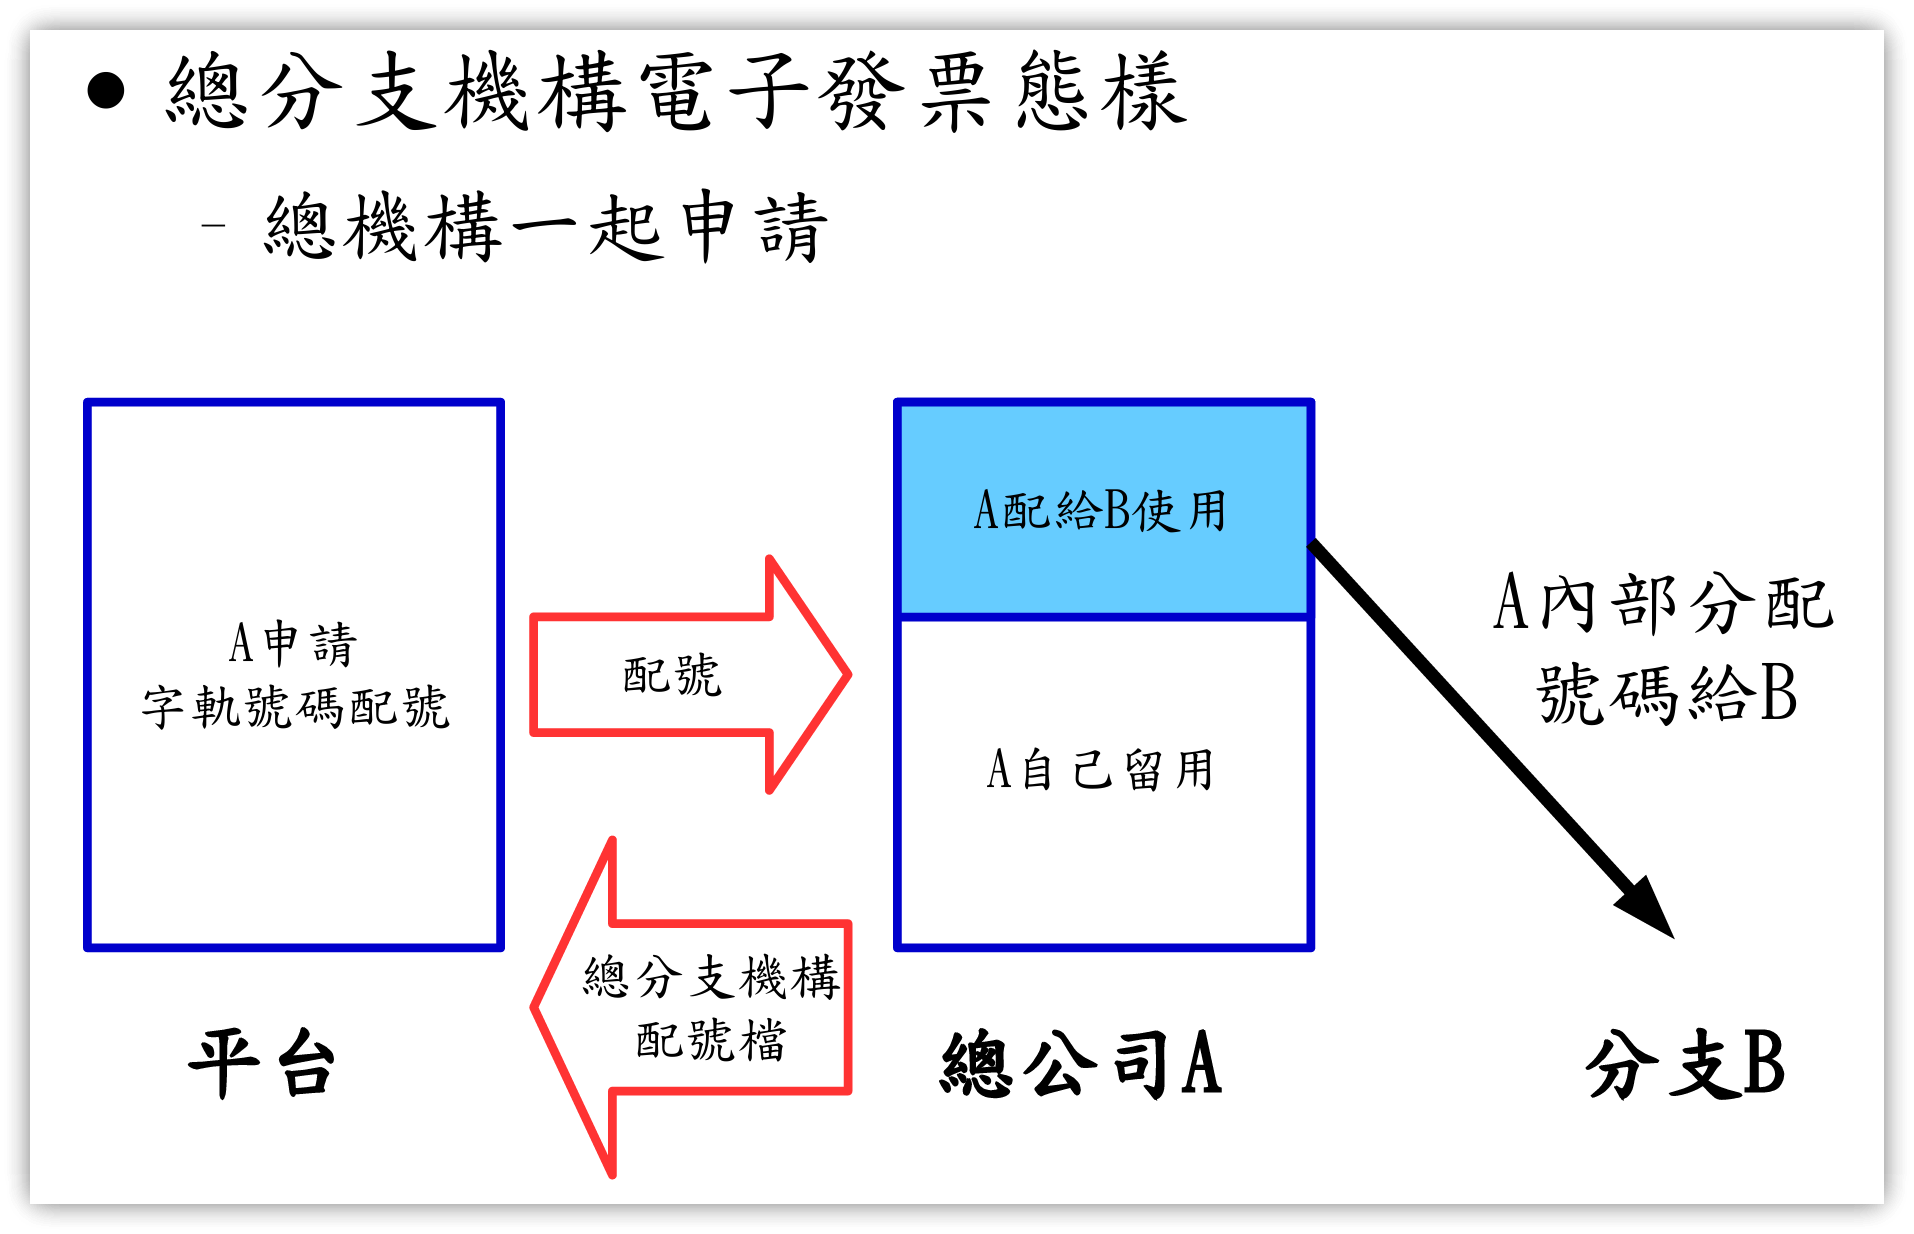 ● 總分支機構電子發票態樣
– 總機構一起申請
A申請
字軌號碼配號
配號
A配給B使用
A自己留用
A內部分配
號碼給B
總分支機構
配號檔
平台
總公司A
分支B